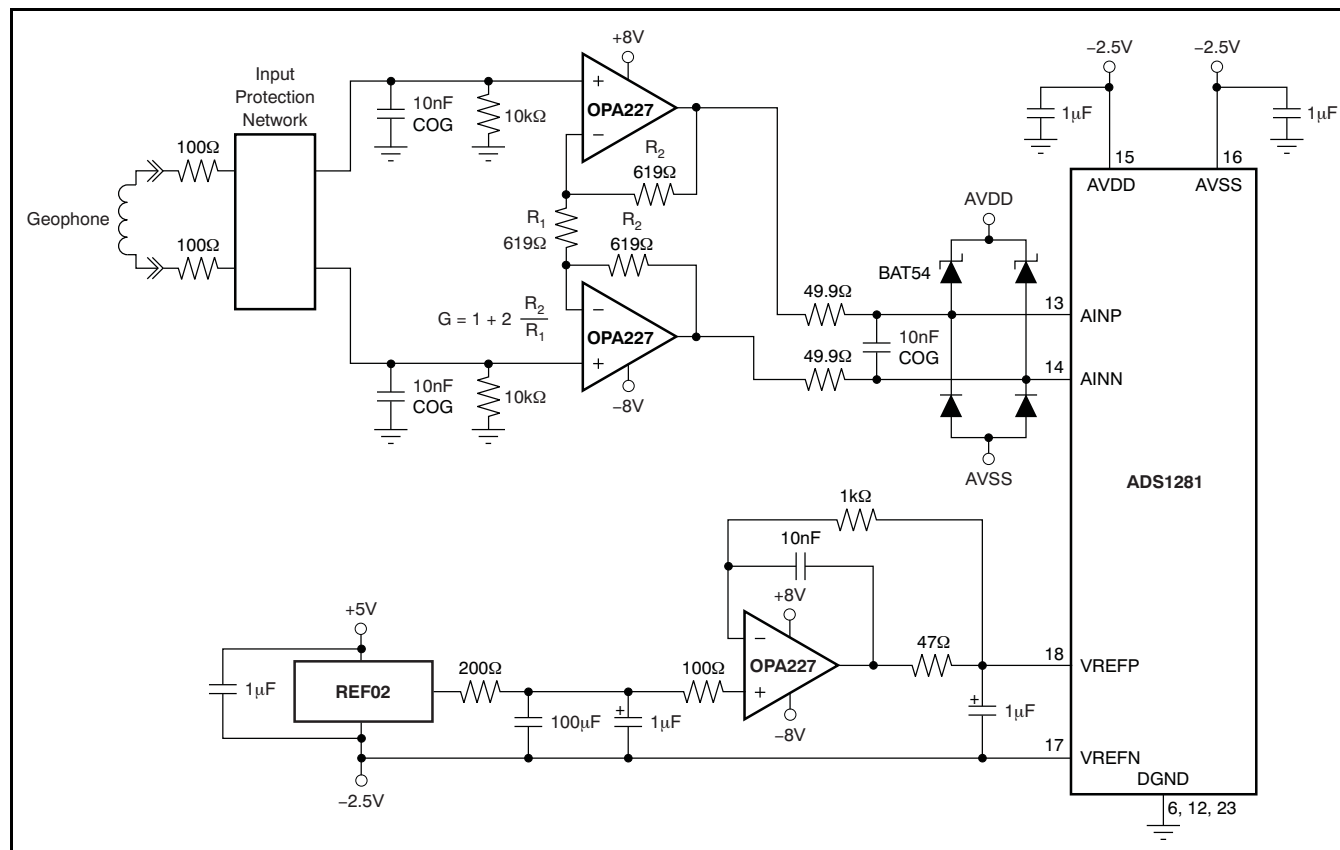 +8V
−2.5V
−2.5V
Input
Protection
Network
10nF
COG
10kΩ
+
OPA227
−
1μF
1μF
100Ω
R2
619Ω
15
16
AVDD
AVSS
Geophone
R1
619Ω
R2
619Ω
AVDD
100Ω
BAT54
49.9Ω
13
AINP
G = 1 + 2 R2
R1
−
OPA227
+
10nF
COG
49.9Ω
14
AINN
10nF
COG
10kΩ
−8V
AVSS
ADS1281
1kΩ
10nF
+5V
+8V
−
OPA227
+
47Ω
18
VREFP
1μF
REF02
200Ω
100Ω
100μF
+
1μF
−8V
+
1μF
17
VREFN
−2.5V
DGND
6, 12, 23